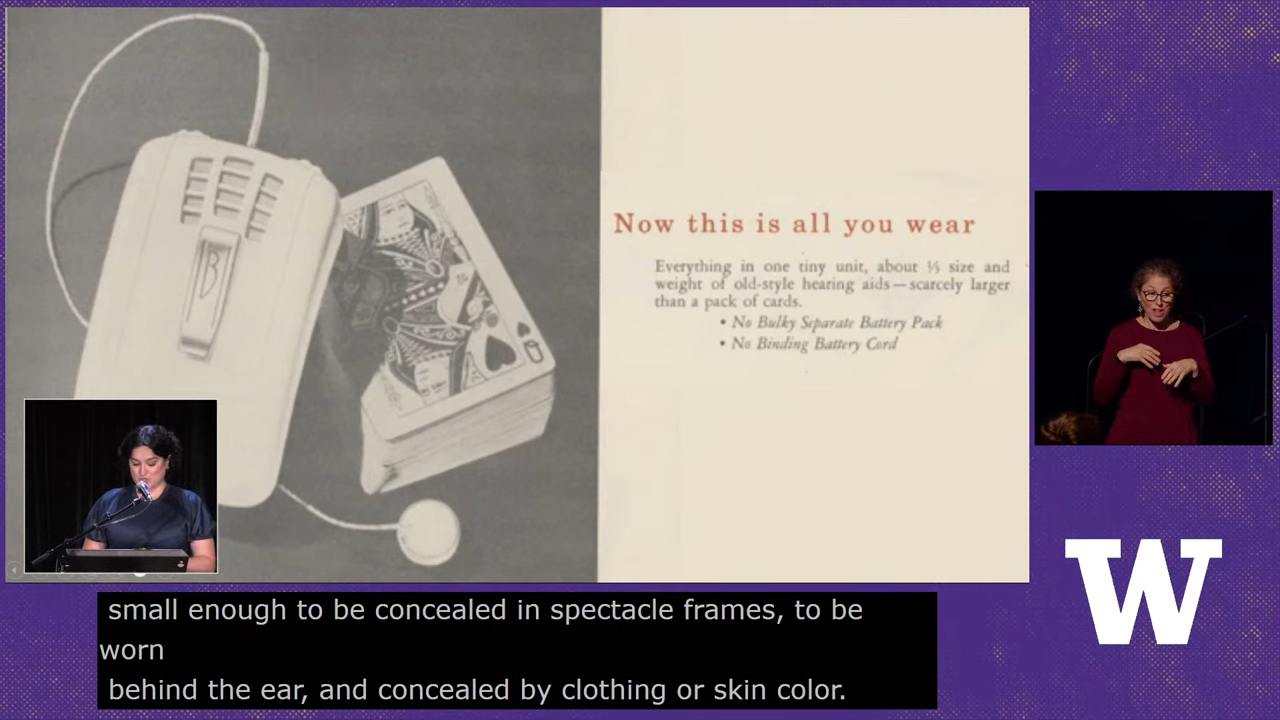 Now this is all you wear
Everything in one tiny unit, about ⅓ size and
weight of old-style hearing aids—scarcely larger
than a pack of cards.
• No Bulky Separate Battery Pack
• No Binding Battery Cord
B
Q
W
small enough to be concealed in spectacle frames, to be
worn
behind the ear, and concealed by clothing or skin color.